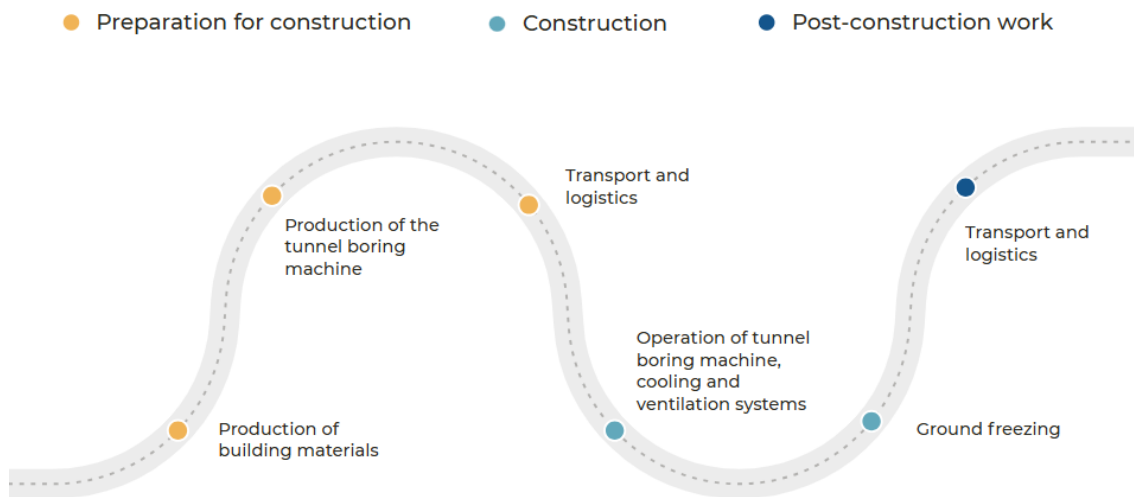 Preparation for construction
Construction
Post-construction work
Production of
building materials
Production of the
tunnel boring
machine
Transport and
logistics
Operation of tunnel
boring machine,
cooling and
ventilation systems
Ground freezing
Transport and
logistics